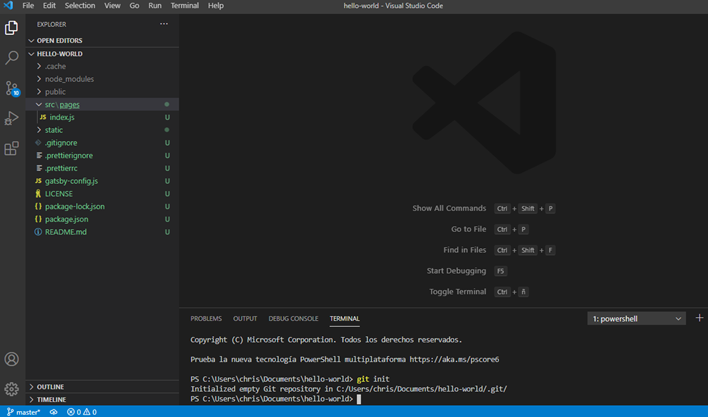 File Edit Selection View Go Run Terminal Help
hello-world - Visual Studio Code
EXPLORER
OPEN EDITORS
HELLO-WORLD
.cache
node_modules
public
src\pages
JS index.js U
static
.gitignore U
.prettierignore U
.prettierrc U
JS gatsby-config.js U
LICENSE U
{ } package-lock.json U
{ } package.json U
README.md U
OUTLINE
TIMELINE
10
Show All Commands Ctrl + Shift + P
Go to File Ctrl + P
Find in Files Ctrl + Shift + F
Start Debugging F5
Toggle Terminal Ctrl + ñ
PROBLEMS OUTPUT DEBUG CONSOLE TERMINAL 1: powershell
Copyright (C) Microsoft Corporation. Todos los derechos reservados.
Prueba la nueva tecnología PowerShell multiplataforma https://aka.ms/pscore6
PS C:\Users\chris\Documents\hello-world> git init
Initialized empty Git repository in C:/Users/chris/Documents/hello-world/.git/
PS C:\Users\chris\Documents\hello-world>
master* 0 0